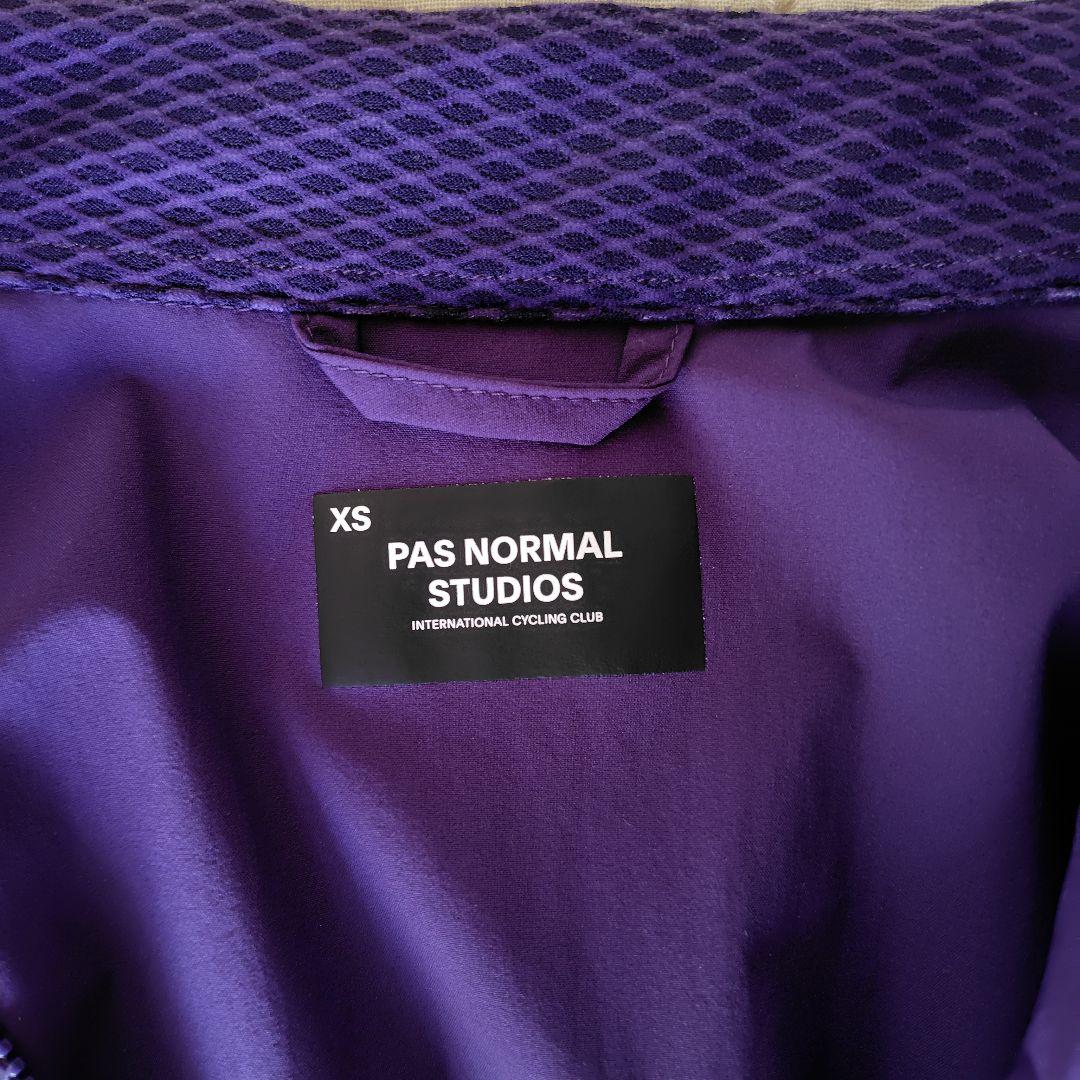 XS
PAS NORMAL
STUDIOS
INTERNATIONAL CYCLING CLUB